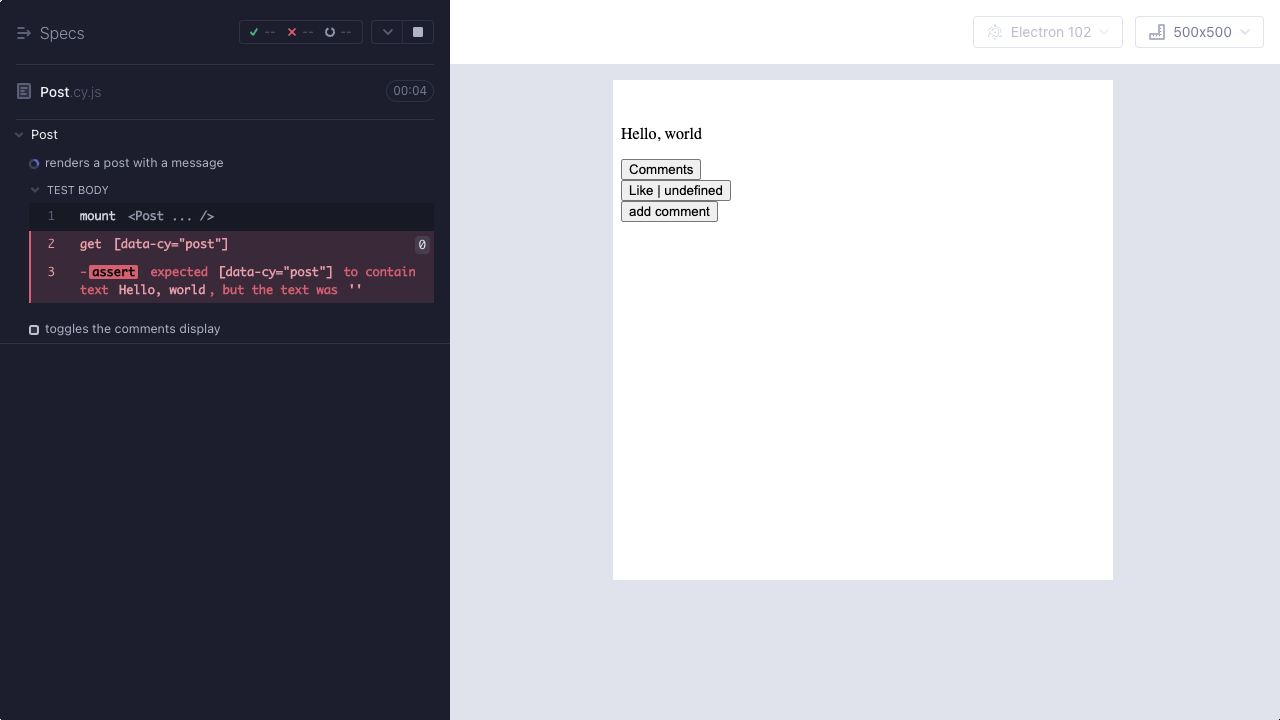 Specs
-- -- --
Electron 102
500x500
Post.cy.js
00:04
Post
renders a post with a message
TEST BODY
1 mount <Post ... />
2 get [data-cy="post"] 0
3 -assert expected [data-cy="post"] to contain
text Hello, world, but the text was ''
toggles the comments display
Hello, world
Comments
Like | undefined
add comment